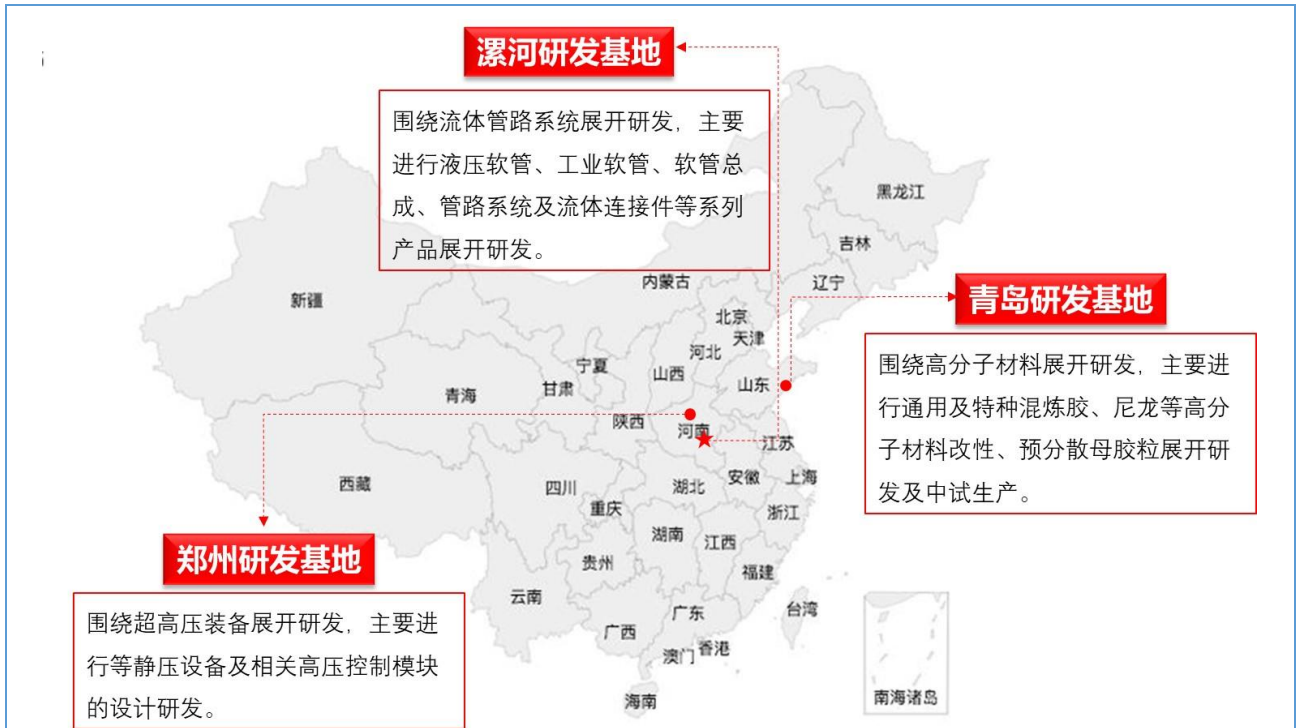 漯河研发基地
围绕流体管路系统展开研发，主要
进行液压软管、工业软管、软管总
成、管路系统及流体连接件等系列
产品展开研发。
黑龙江
吉林
辽宁
内蒙古
新疆
北京
天津
河北
山西
山东
宁夏
甘肃
青海
陕西
河南
江苏
西藏
四川
重庆
湖北
安徽
上海
浙江
湖南
江西
贵州
福建
云南
广西
广东
台湾
澳门
香港
海南
南海诸岛
青岛研发基地
围绕高分子材料展开研发，主要进
行通用及特种混炼胶、尼龙等高分
子材料改性、预分散母胶粒展开研
发及中试生产。
郑州研发基地
围绕超高压装备展开研发，主要进
行等静压设备及相关高压控制模块
的设计研发。